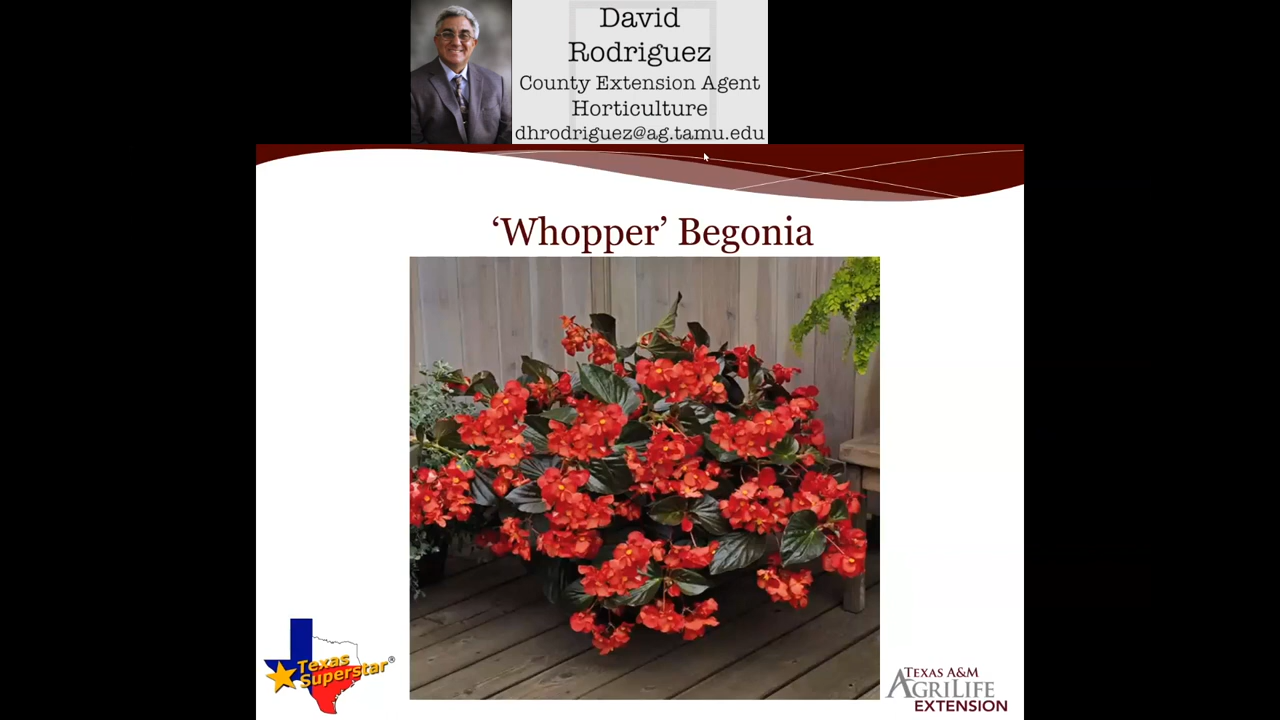 David
Rodriguez
County Extension Agent
Horticulture
dhrodriguez@ag.tamu.edu
‘Whopper’ Begonia
Texas
Superstar®
TEXAS A&M
AGRILIFE
EXTENSION